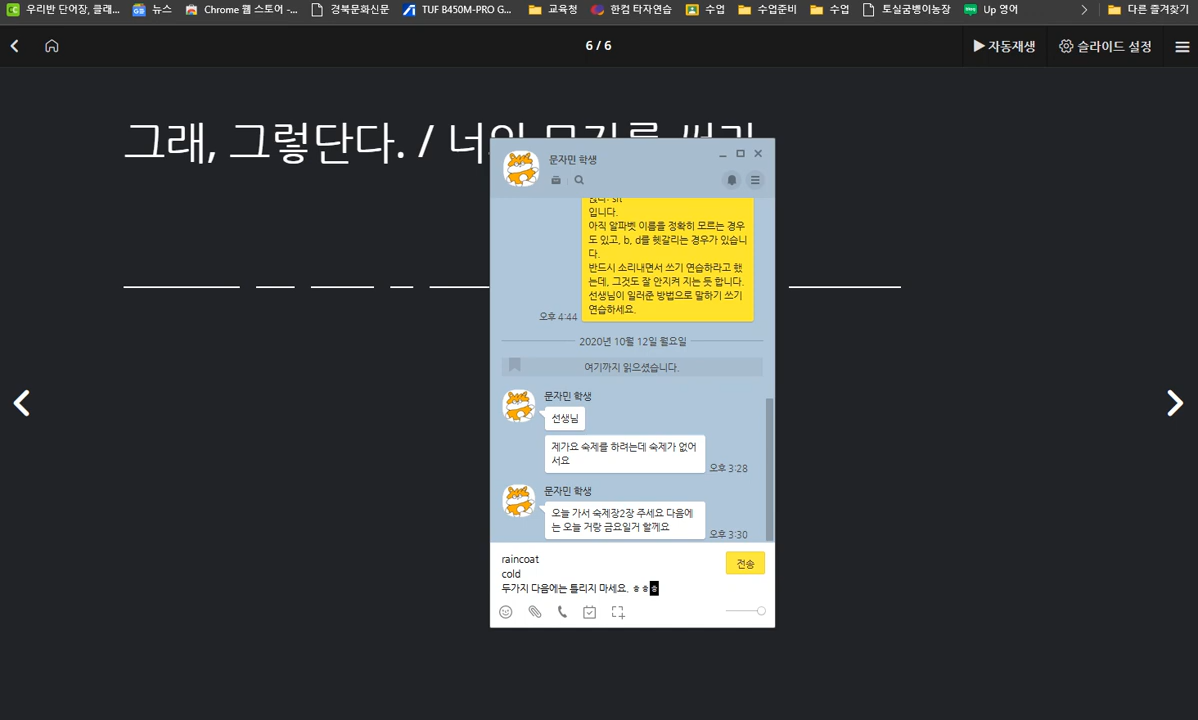 우리반 단어장, 클래... 뉴스 Chrome 웹 스토어 -... 경북문화신문 TUF B450M-PRO G... 교육청 한컴 타자연습 수업 수업준비 수업 토실굼벵이농장 Up 영어 다른 즐겨찾기
6 / 6
자동재생 슬라이드 설정
그래, 그렇단다. / 너의 모자를 써라
문자민 학생
입니다.
아직 알파벳 이름을 정확히 모르는 경우
도 있고, b, d를 헷갈리는 경우가 있습니
다.
반드시 소리내면서 쓰기 연습하라고 했
는데, 그것도 잘 안지켜 지는 듯 합니다.
선생님이 일러준 방법으로 말하기 쓰기
연습하세요.
오후 4:44
2020년 10월 12일 월요일
여기까지 읽으셨습니다.
문자민 학생
선생님
제가요 숙제를 하려는데 숙제가 없어
서요
오후 3:28
문자민 학생
오늘 가서 숙제장2장 주세요 다음에
는 오늘 거랑 금요일거 할께요
오후 3:30
raincoat
cold
두가지 다음에는 틀리지 마세요. ㅎㅎㅎ
전송